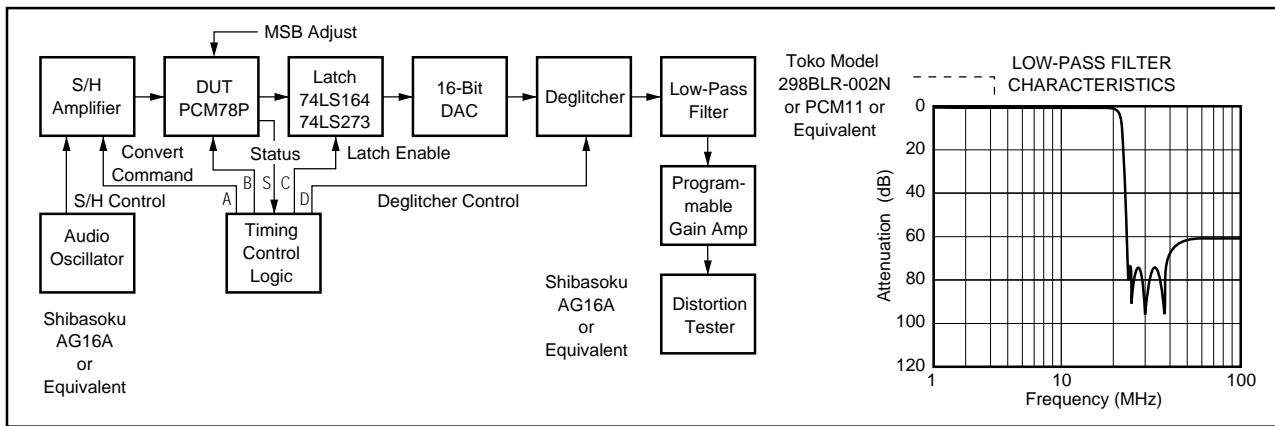 MSB Adjust
S/H
Amplifier
DUT
PCM78P
Latch
74LS164
74LS273
16-Bit
DAC
Deglitcher
Low-Pass
Filter
Toko Model
298BLR-002N
or PCM11 or
Equivalent
Convert
Command
Status
Latch Enable
S/H Control
A
B
S
C
D
Deglitcher Control
Audio
Oscillator
Timing
Control
Logic
Program-
mable
Gain Amp
Distortion
Tester
Shibasoku
AG16A
or
Equivalent
Shibasoku
AG16A
or
Equivalent
LOW-PASS FILTER
CHARACTERISTICS
Attenuation (dB)
0
20
40
60
80
100
120
1
10
100
Frequency (MHz)